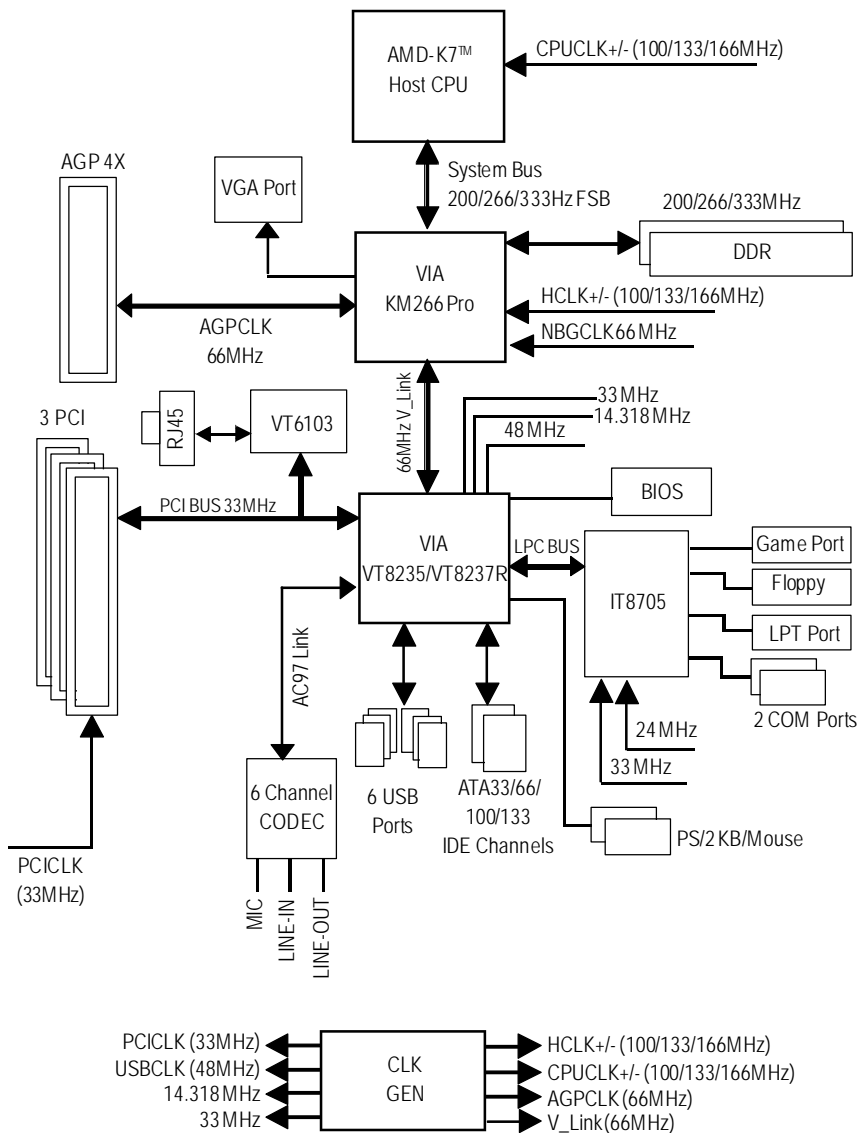 AMD-K7™
Host CPU
CPUCLK+/- (100/133/166MHz)
AGP 4X
VGA Port
System Bus
200/266/333Hz FSB
200/266/333MHz
DDR
VIA
KM266 Pro
AGPCLK
66MHz
HCLK+/- (100/133/166MHz)
NBGCLK66 MHz
3 PCI
RJ45
VT6103
66MHz V_Link
33 MHz
14.318 MHz
48 MHz
PCI BUS 33MHz
BIOS
VIA
VT8235/VT8237R
LPC BUS
IT8705
Game Port
Floppy
LPT Port
2 COM Ports
AC97 Link
24 MHz
33 MHz
6 Channel
CODEC
6 USB
Ports
ATA33/66/
100/133
IDE Channels
PS/2 KB/Mouse
PCICLK
(33MHz)
MIC
LINE-IN
LINE-OUT
PCICLK (33MHz)
USBCLK (48MHz)
14.318 MHz
33 MHz
CLK
GEN
HCLK+/- (100/133/166MHz)
CPUCLK+/- (100/133/166MHz)
AGPCLK (66MHz)
V_Link(66MHz)